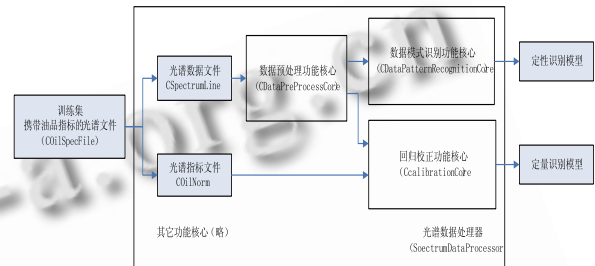 训练集
携带油品指标的光谱文件
(COilSpecFile)
光谱数据文件
CSpectrumLine
光谱指标文件
COilNorm
数据预处理功能核心
(CDataPreProcessCore)
数据模式识别功能核心
(CDataPatternRecognitionCore)
回归校正功能核心
(CcalibrationCore)
定性识别模型
定量识别模型
其它功能核心(略)
光谱数据处理器
(SoectrumDataProcessor
-a.org.cn